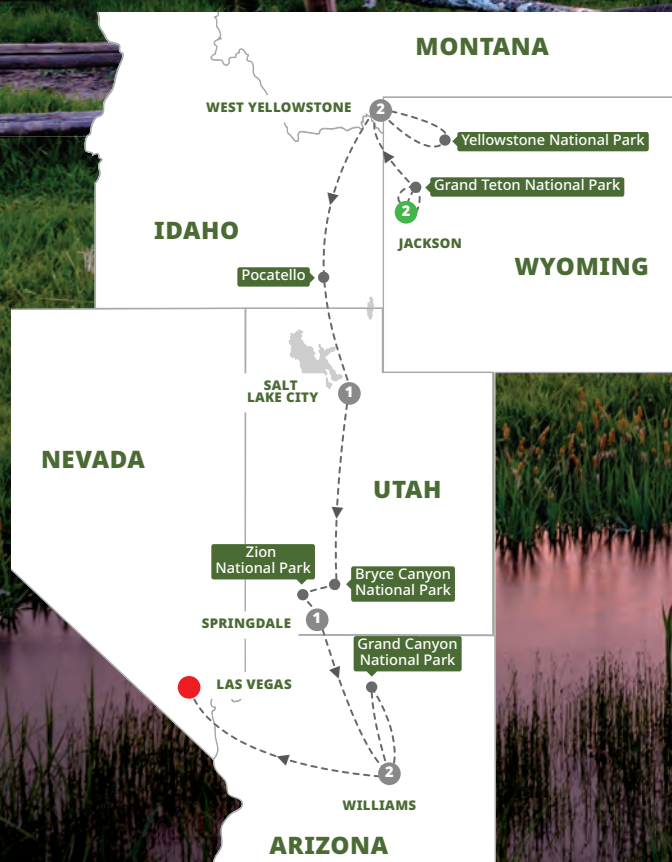 MONTANA
WEST YELLOWSTONE
2
Yellowstone National Park
Grand Teton National Park
2
JACKSON
IDAHO
WYOMING
Pocatello
SALT
LAKE CITY
1
NEVADA
UTAH
Zion
National Park
Bryce Canyon
National Park
SPRINGDALE
1
Grand Canyon
National Park
LAS VEGAS
2
WILLIAMS
ARIZONA